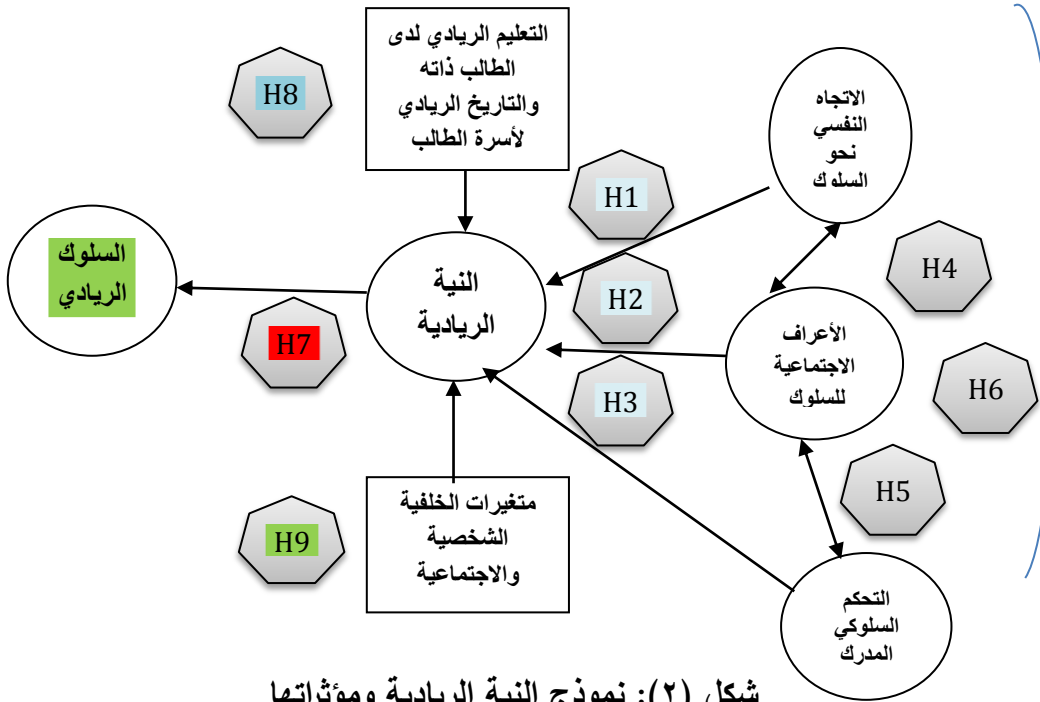 التعليم الريادي لدى
الطالب ذاته
والتاريخ الريادي
لأسرة الطالب
H8
الاتجاه
النفسي
نحو
السلوك
H1
السلوك
الريادي
النية
الريادية
H2
H4
الأعراف
الاجتماعية
للسلوك
H7
H3
H6
متغيرات الخلفية
الشخصية
والاجتماعية
H9
H5
التحكم
السلوكي
المدرك
شكل (٢): نموذج النية الريادية ومؤثراتها